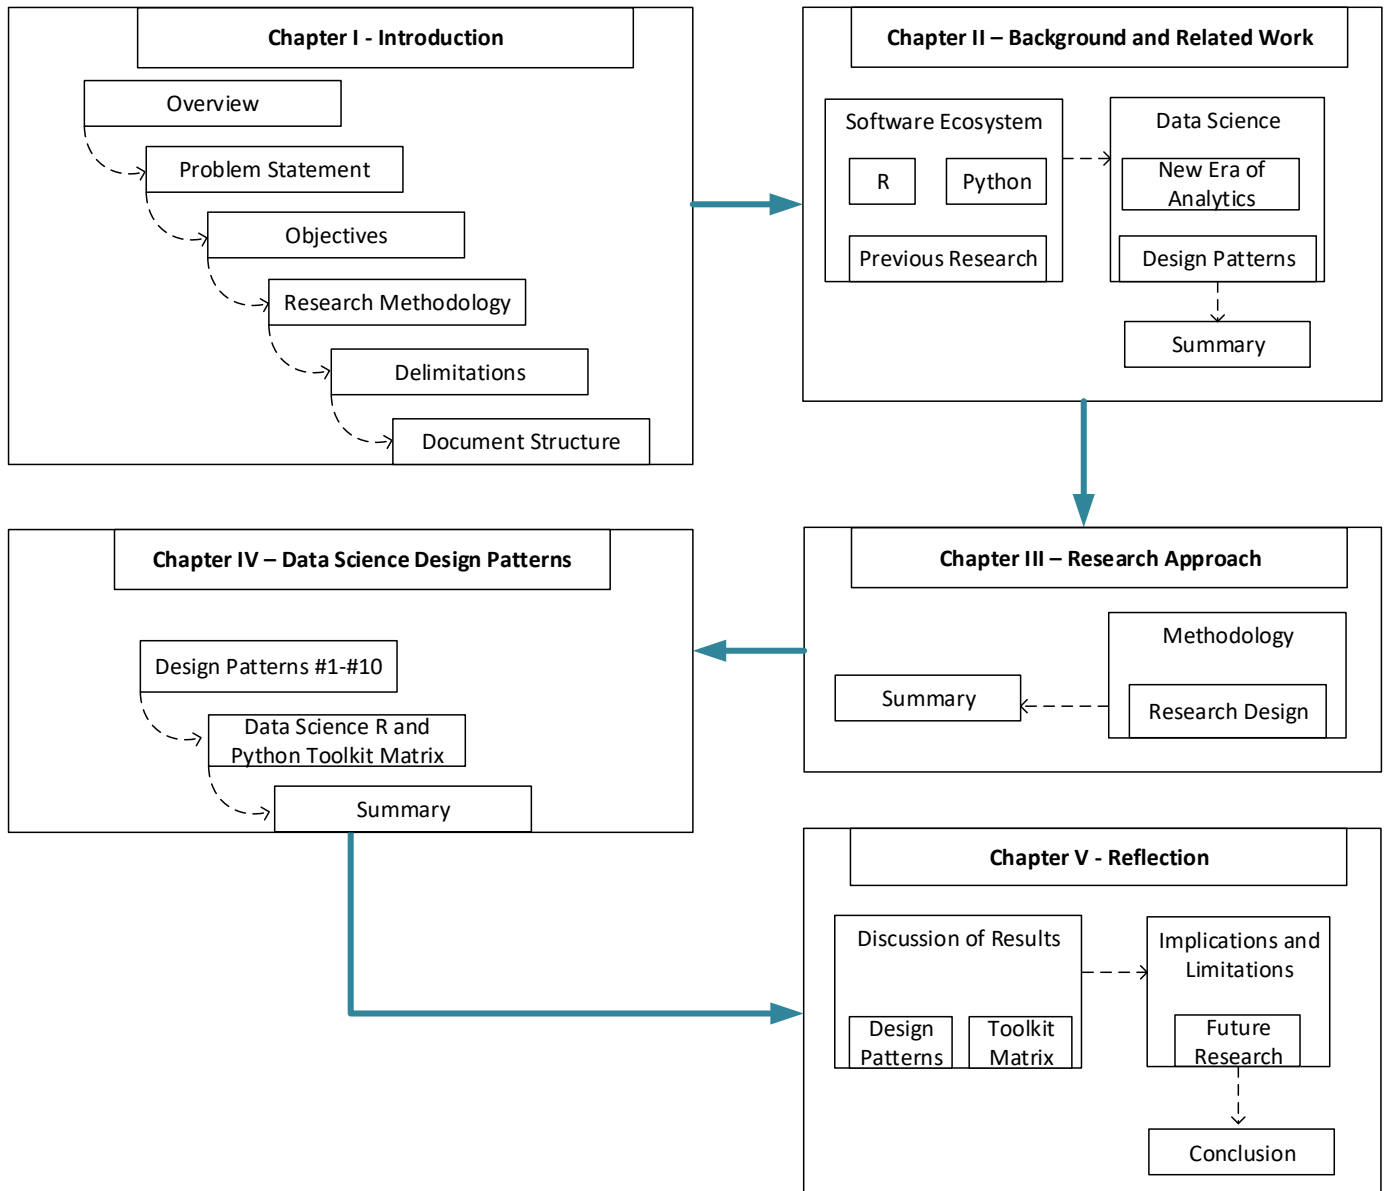 Chapter I - Introduction
Overview
Problem Statement
Objectives
Research Methodology
Delimitations
Document Structure
Chapter II – Background and Related Work
Software Ecosystem
R
Python
Previous Research
Data Science
New Era of
Analytics
Design Patterns
Summary
Chapter III – Research Approach
Methodology
Research Design
Summary
Chapter IV – Data Science Design Patterns
Design Patterns #1-#10
Data Science R and
Python Toolkit Matrix
Summary
Chapter V - Reflection
Discussion of Results
Design
Patterns
Toolkit
Matrix
Implications and
Limitations
Future
Research
Conclusion